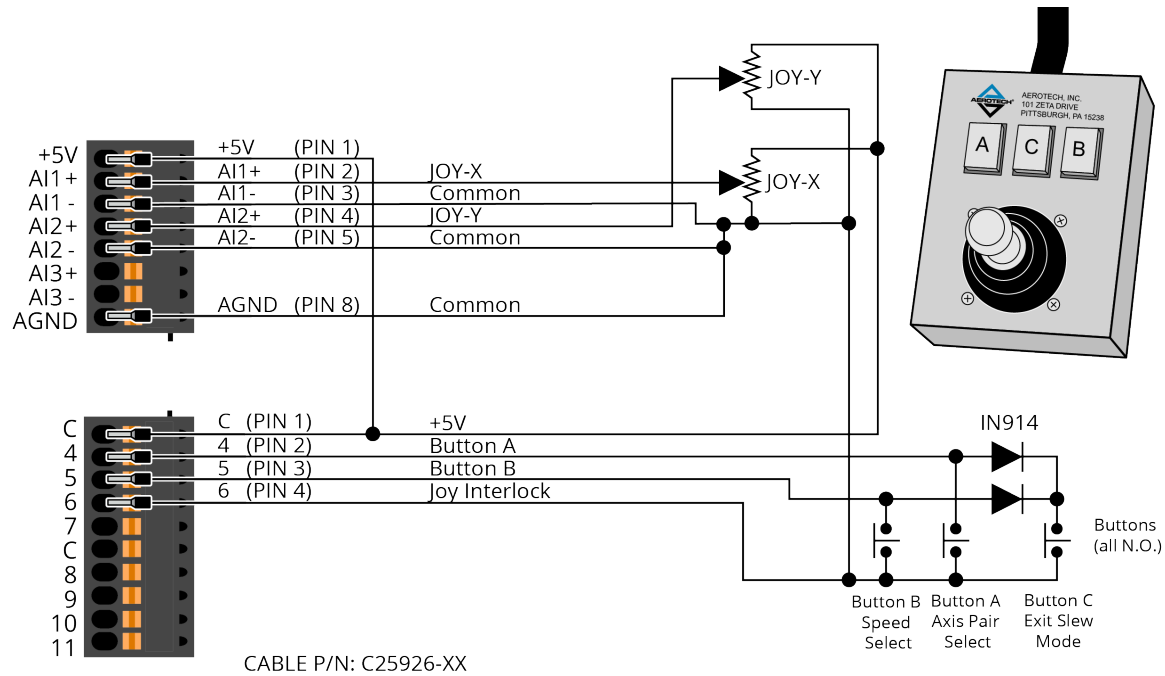 JOY-Y
AEROTECH
AEROTECH, INC.
101 ZETA DRIVE
PITTSBURGH, PA 15238
A C B
+5V +5V (PIN 1)
AI1+ AI1+ (PIN 2) JOY-X
JOY-X
AI1 - AI1- (PIN 3) Common
AI2+ AI2+ (PIN 4) JOY-Y
AI2 - AI2- (PIN 5) Common
AI3+
AI3 -
AGND AGND (PIN 8) Common
C C (PIN 1) +5V
IN914
4 4 (PIN 2) Button A
5 5 (PIN 3) Button B
6 6 (PIN 4) Joy Interlock
7
C
8
9
10
11
Buttons
(all N.O.)
Button B
Speed
Select
Button A
Axis Pair
Select
Button C
Exit Slew
Mode
CABLE P/N: C25926-XX